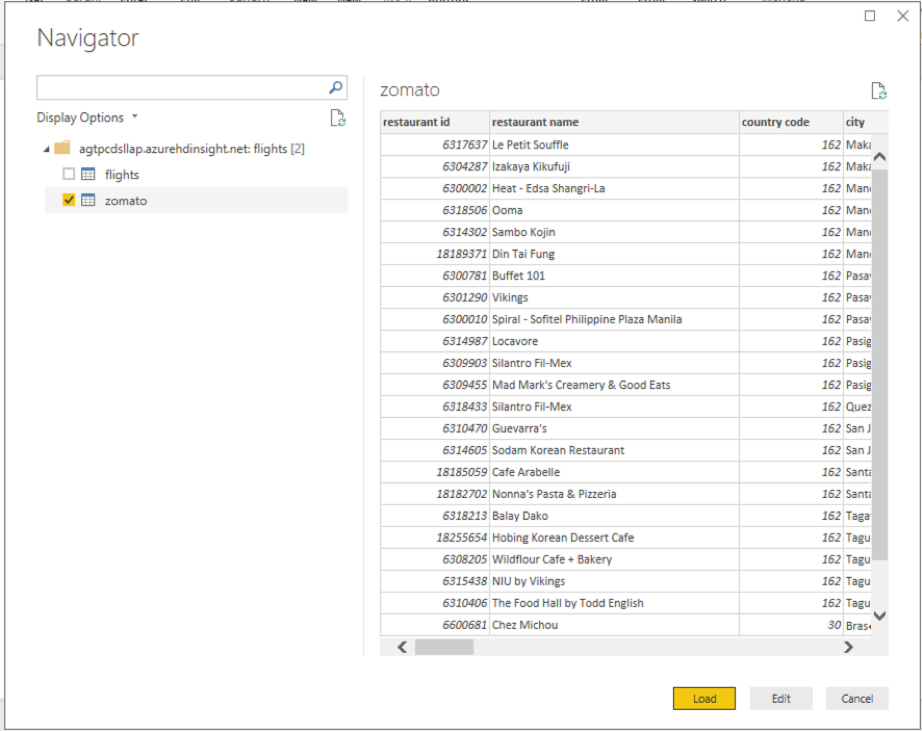 Navigator
Display Options
agtpcdsllap.azurehdinsight.net: flights [2]
flights
zomato
zomato
restaurant id restaurant name country code city
6317637 Le Petit Souffle 162 Maka
6304287 Izakaya Kikufuji 162 Maka
6300002 Heat - Edsa Shangri-La 162 Man
6318506 Ooma 162 Man
6314302 Sambo Kojin 162 Man
18189371 Din Tai Fung 162 Man
6300781 Buffet 101 162 Pasa
6301290 Vikings 162 Pasa
6300010 Spiral - Sofitel Philippine Plaza Manila 162 Pasa
6314987 Locavore 162 Pasig
6309903 Silantro Fil-Mex 162 Pasig
6309455 Mad Mark's Creamery & Good Eats 162 Pasig
6318433 Silantro Fil-Mex 162 Quez
6310470 Guevarra's 162 San J
6314605 Sodam Korean Restaurant 162 San J
18185059 Cafe Arabelle 162 Santa
18182702 Nonna's Pasta & Pizzeria 162 Santa
6318213 Balay Dako 162 Taga
18255654 Hobing Korean Dessert Cafe 162 Tagu
6308205 Wildflour Cafe + Bakery 162 Tagu
6315438 NIU by Vikings 162 Tagu
6310406 The Food Hall by Todd English 162 Tagu
6600681 Chez Michou 30 Bras
Load Edit Cancel